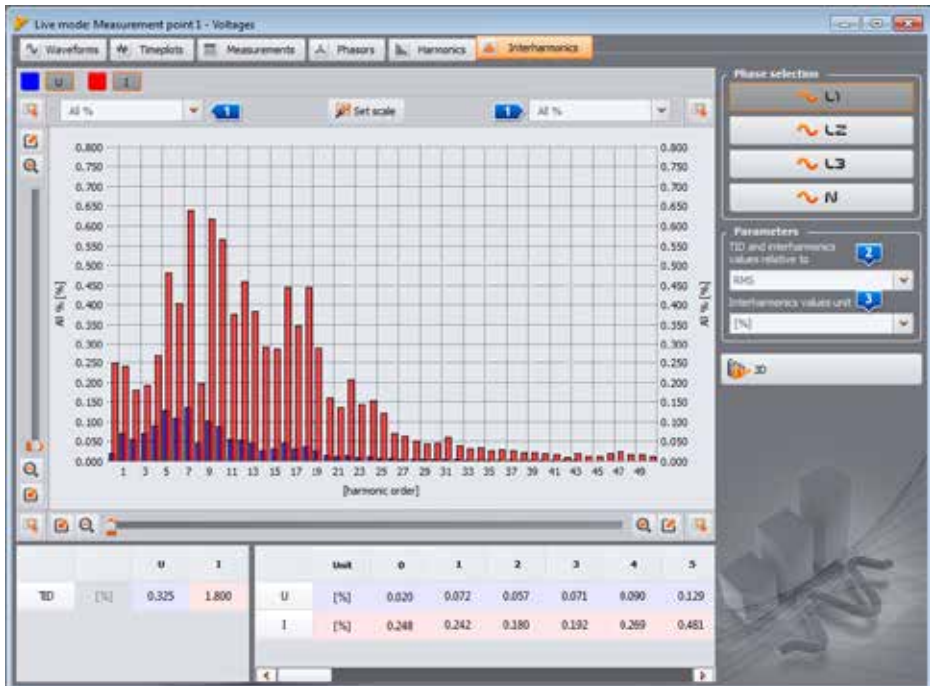 Live mode: Measurement point 1 - Voltages
Waveforms Timeplots Measurements Phasors Harmonics Interharmonics
U I
All % 1 Set scale 1 All %
0.800 0.800
0.750 0.750
0.700 0.700
0.650 0.650
0.600 0.600
0.550 0.550
0.500 0.500
0.450 0.450
0.400 0.400
0.350 0.350
0.300 0.300
0.250 0.250
0.200 0.200
0.150 0.150
0.100 0.100
0.050 0.050
0.000 0.000
All % [%]
All % [%]
1 3 5 7 9 11 13 15 17 19 21 23 25 27 29 31 33 35 37 39 41 43 45 47 49
[harmonic order]
Phase selection
L1
L2
L3
N
Parameters
TID and interharmonics
values relative to 2
RMS
Interharmonics values unit 3
[%]
3D
U I
TID [%] 0.325 1.800
Unit 0 1 2 3 4 5
U [%] 0.020 0.072 0.057 0.071 0.090 0.129
I [%] 0.248 0.242 0.180 0.192 0.269 0.481